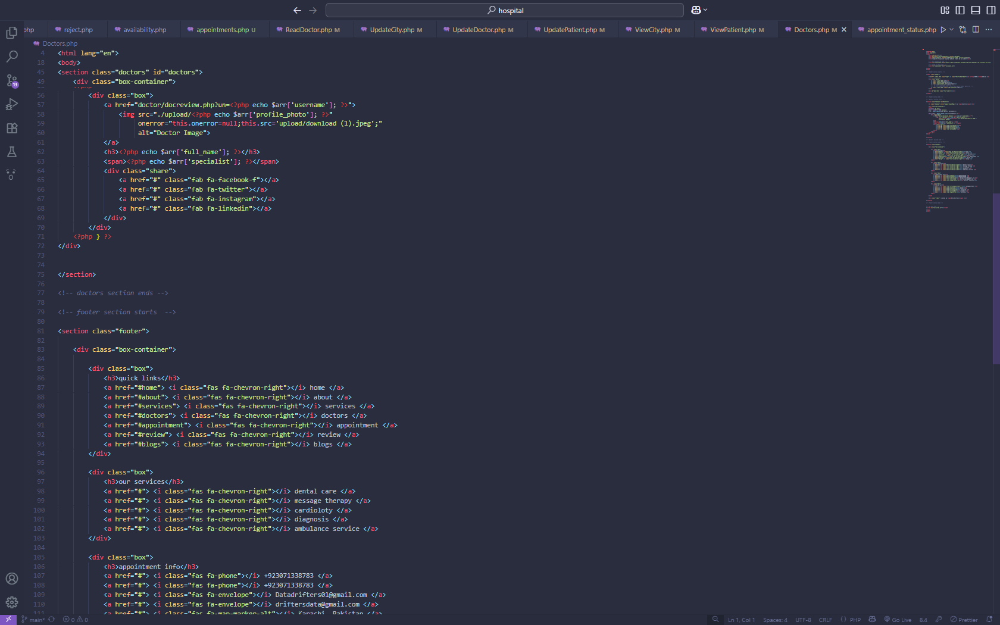 hospital
php reject.php availability.php appointments.php U ReadDoctor.php M UpdateCity.php M UpdateDoctor.php M UpdatePatient.php M ViewCity.php M ViewPatient.php M Doctors.php M appointment_status.php
Doctors.php
4 <html lang="en">
18 <body>
45 <section class="doctors" id="doctors">
49 <div class="box-container">
56 <div class="box">
57 <a href="doctor/docreview.php?un=<?php echo $arr['username']; ?>">
58 <img src="./upload/<?php echo $arr['profile_photo']; ?>"
59 onerror="this.onerror=null;this.src='upload/download (1).jpeg';"
60 alt="Doctor Image">
61 </a>
62 <h3><?php echo $arr['full_name']; ?></h3>
63 <span><?php echo $arr['specialist']; ?></span>
64 <div class="share">
65 <a href="#" class="fab fa-facebook-f"></a>
66 <a href="#" class="fab fa-twitter"></a>
67 <a href="#" class="fab fa-instagram"></a>
68 <a href="#" class="fab fa-linkedin"></a>
69 </div>
70 </div>
71 <?php } ?>
72 </div>
73
74
75 </section>
76
77 <!-- doctors section ends -->
78
79 <!-- footer section starts  -->
80
81 <section class="footer">
82
83 <div class="box-container">
84
85 <div class="box">
86 <h3>quick links</h3>
87 <a href="#home"> <i class="fas fa-chevron-right"></i> home </a>
88 <a href="#about"> <i class="fas fa-chevron-right"></i> about </a>
89 <a href="#services"> <i class="fas fa-chevron-right"></i> services </a>
90 <a href="#doctors"> <i class="fas fa-chevron-right"></i> doctors </a>
91 <a href="#appointment"> <i class="fas fa-chevron-right"></i> appointment </a>
92 <a href="#review"> <i class="fas fa-chevron-right"></i> review </a>
93 <a href="#blogs"> <i class="fas fa-chevron-right"></i> blogs </a>
94 </div>
95
96 <div class="box">
97 <h3>our services</h3>
98 <a href="#"> <i class="fas fa-chevron-right"></i> dental care </a>
99 <a href="#"> <i class="fas fa-chevron-right"></i> message therapy </a>
100 <a href="#"> <i class="fas fa-chevron-right"></i> cardioloty </a>
101 <a href="#"> <i class="fas fa-chevron-right"></i> diagnosis </a>
102 <a href="#"> <i class="fas fa-chevron-right"></i> ambulance service </a>
103 </div>
104
105 <div class="box">
106 <h3>appointment info</h3>
107 <a href="#"> <i class="fas fa-phone"></i> +923071338783 </a>
108 <a href="#"> <i class="fas fa-phone"></i> +923071338783 </a>
109 <a href="#"> <i class="fas fa-envelope"></i> Datadrifters01@gmail.com </a>
110 <a href="#"> <i class="fas fa-envelope"></i> driftersdata@gmail.com </a>
111 <a href="#"> <i class="fas fa-map-marker-alt"></i> Karachi, Pakistan </a>
13
main* 0 0 Ln 1, Col 1 Spaces: 4 UTF-8 CRLF {} PHP Go Live 8.4 Prettier